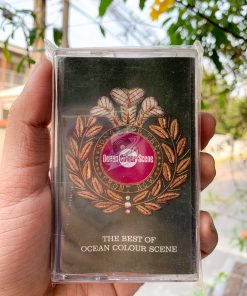 Ocean Colour Scene
THE BEST OF
OCEAN COLOUR SCENE